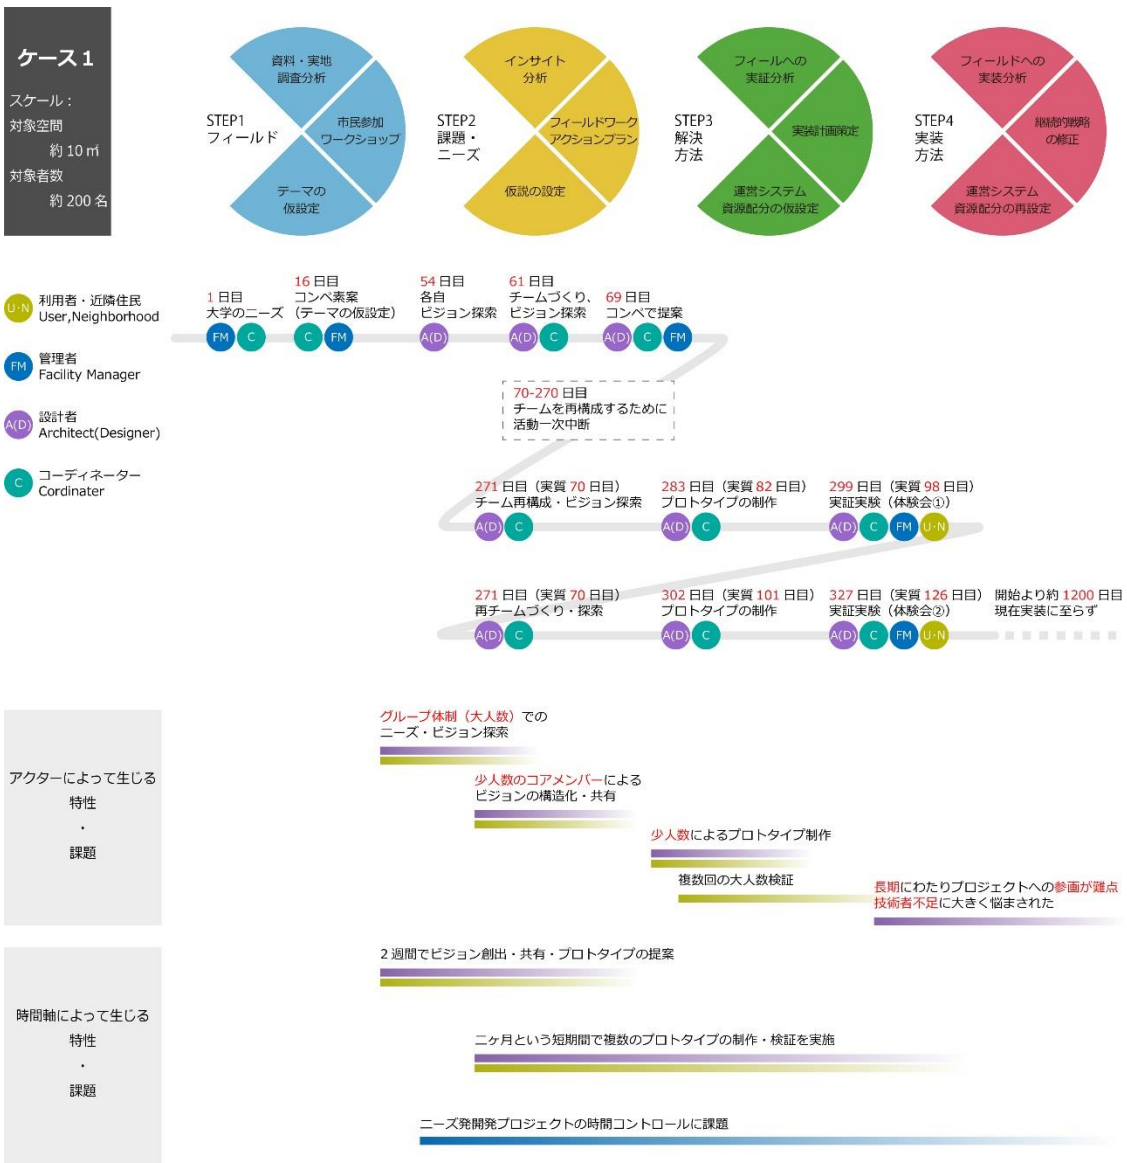 ケース1
スケール：
対象空間
約10㎡
対象者数
約200名
STEP1
フィールド
資料・実地
調査分析
市民参加
ワークショップ
テーマの
仮設定
STEP2
課題・
ニーズ
インサイト
分析
フィールドワーク
アクションプラン
仮説の設定
STEP3
解決
方法
フィールへの
実証分析
実装計画策定
運営システム
資源配分の仮設定
STEP4
実装
方法
フィールドへの
実装分析
継続的戦略
の修正
運営システム
資源配分の再設定
U·N
利用者・近隣住民
User,Neighborhood
FM
管理者
Facility Manager
A(D)
設計者
Architect(Designer)
C
コーディネーター
Cordinater
1日目
大学のニーズ
FM C
16日目
コンペ素案
（テーマの仮設定）
C FM
54日目
各自
ビジョン探索
A(D)
61日目
チームづくり、
ビジョン探索
A(D) C
69日目
コンペで提案
A(D) C FM
70-270日目
チームを再構成するために
活動一次中断
271日目（実質70日目）
チーム再構成・ビジョン探索
A(D) C
283日目（実質82日目）
プロトタイプの制作
A(D) C
299日目（実質98日目）
実証実験（体験会①）
A(D) C FM U·N
271日目（実質70日目）
再チームづくり・探索
A(D) C
302日目（実質101日目）
プロトタイプの制作
A(D) C
327日目（実質126日目）
実証実験（体験会②）
A(D) C FM U·N
開始より約1200日目
現在実装に至らず
アクターによって生じる
特性
・
課題
グループ体制（大人数）での
ニーズ・ビジョン探索
少人数のコアメンバーによる
ビジョンの構造化・共有
少人数によるプロトタイプ制作
複数回の大人数検証
長期にわたりプロジェクトへの参画が難点
技術者不足に大きく悩まされた
時間軸によって生じる
特性
・
課題
2週間でビジョン創出・共有・プロトタイプの提案
二ヶ月という短期間で複数のプロトタイプの制作・検証を実施
ニーズ発開発プロジェクトの時間コントロールに課題